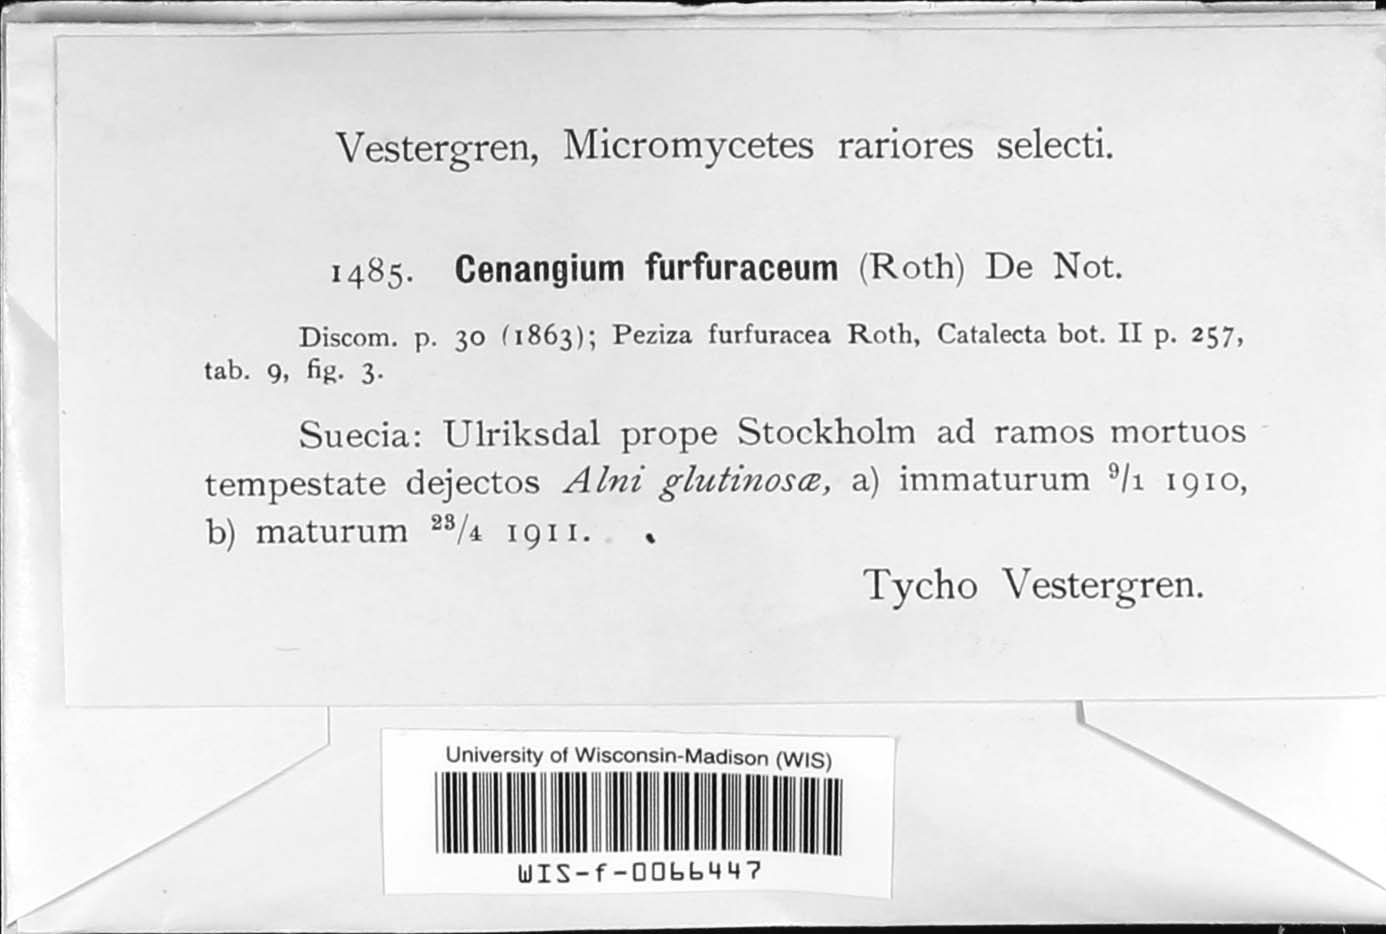 Vestergren, Micromycetes rariores selecti.
1485. Cenangium furfuraceum (Roth) De Not.
Discom. p. 30 (1863); Peziza furfuracea Roth, Catalecta bot. II p. 257,
tab. 9, fig. 3.
Suecia: Ulriksdal prope Stockholm ad ramos mortuos
tempestate dejectos Alni glutinosæ, a) immaturum 9/1 1910,
b) maturum 23/4 1911.
Tycho Vestergren.
University of Wisconsin-Madison (WIS)
WIS-f-0066447